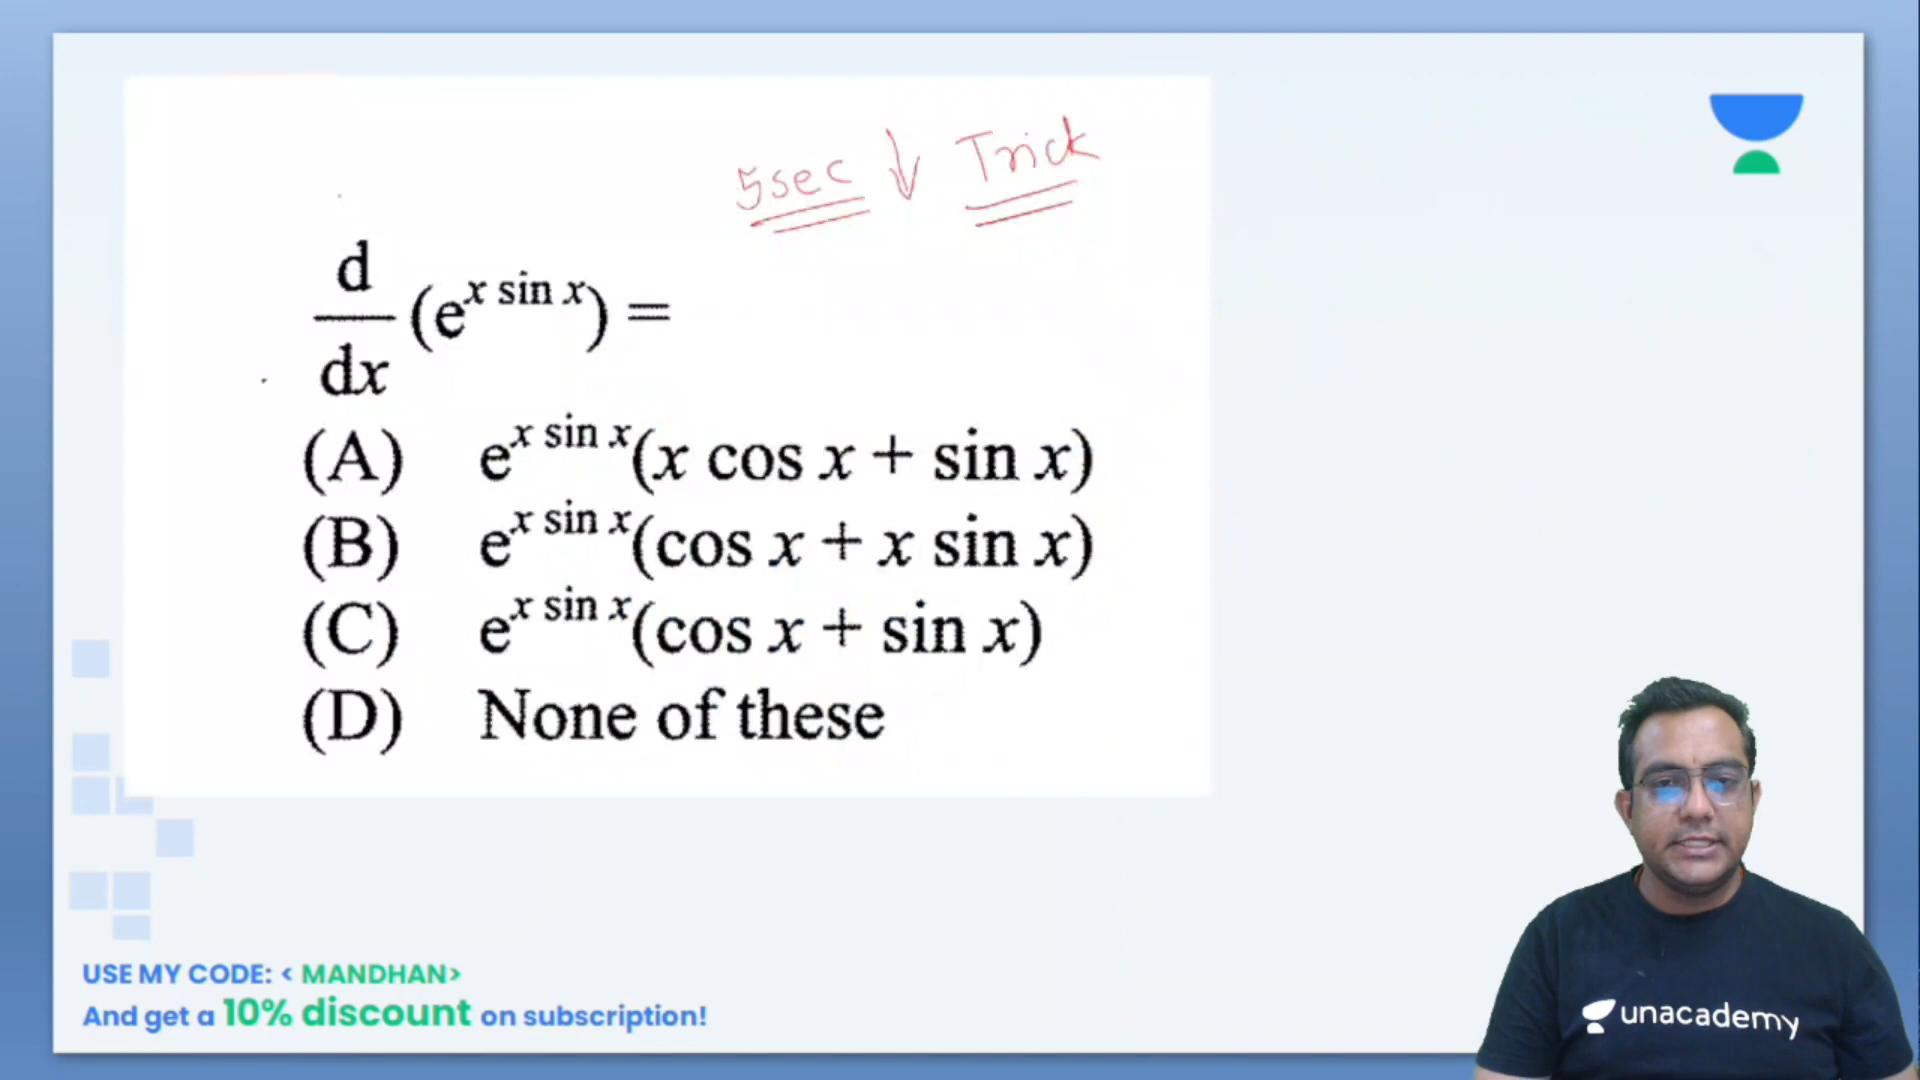 5sec ↓ Trick
d/dx (e^{x sin x}) =
(A) e^{x sin x}(x cos x + sin x)
(B) e^{x sin x}(cos x + x sin x)
(C) e^{x sin x}(cos x + sin x)
(D) None of these
USE MY CODE: < MANDHAN>
And get a 10% discount on subscription!
unacademy